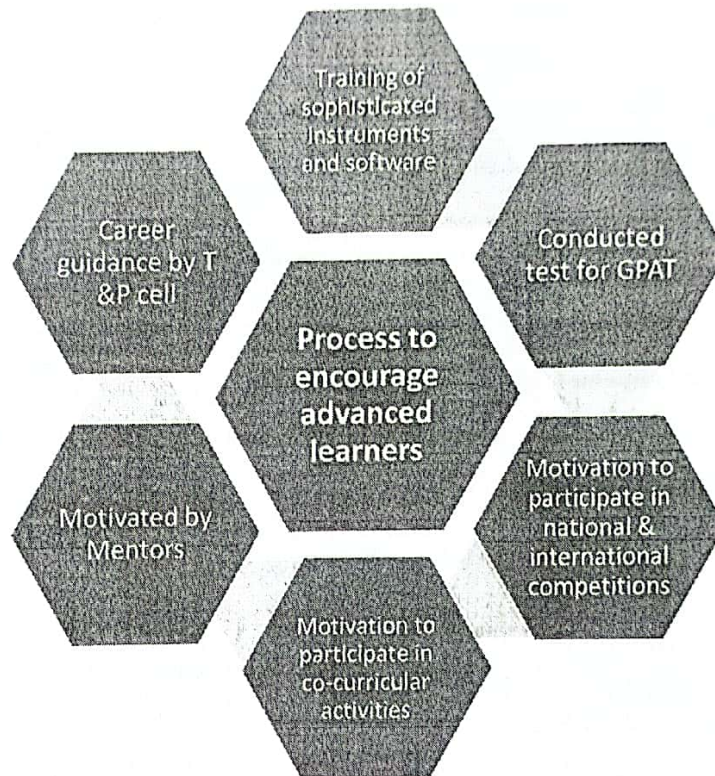 Training of
sophisticated
instruments
and software
Career
guidance by T
&P cell
Conducted
test for GPAT
Process to
encourage
advanced
learners
Motivated by
Mentors
Motivation to
participate in
national &
international
competitions
Motivation to
participate in
co-curricular
activities